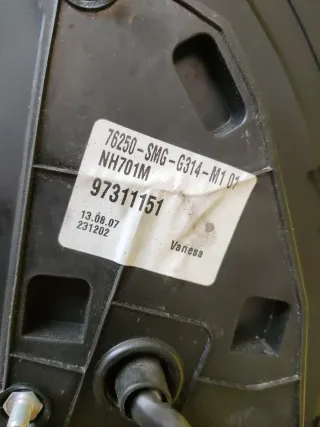 76250-SMG-G314-M1 01
NH701M
97311151
13.08.07
231202
Vanesa